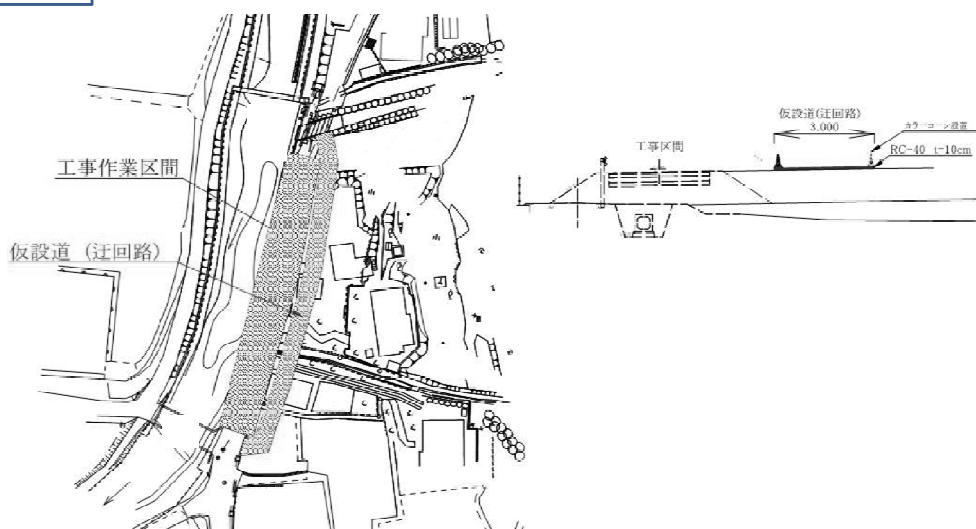 工事作業区間
仮設道 (迂回路)
仮設道(迂回路)
3.000
カラーコーン設置
工事区間
RC-40 t=10cm